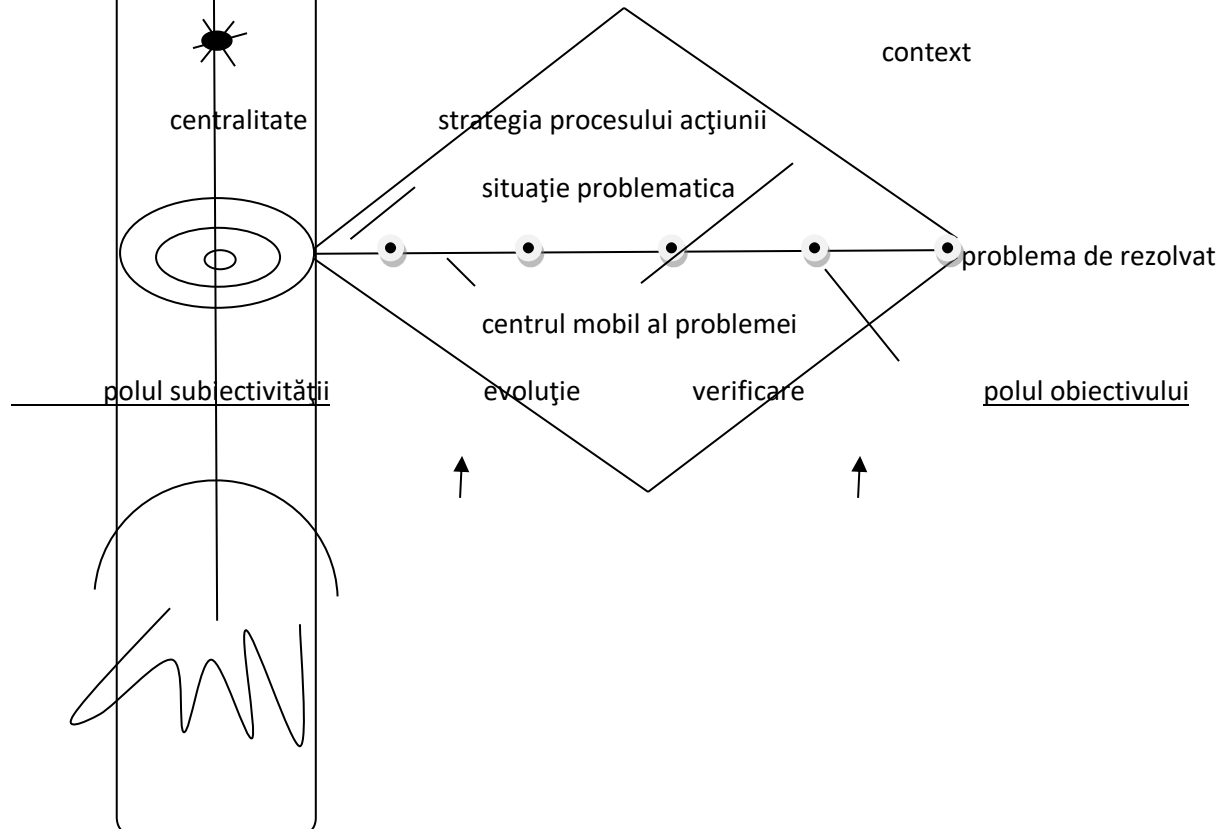 context
centralitate strategia procesului acţiunii
situaţie problematica
problema de rezolvat
centrul mobil al problemei
polul subiectivităţii evoluţie verificare polul obiectivului